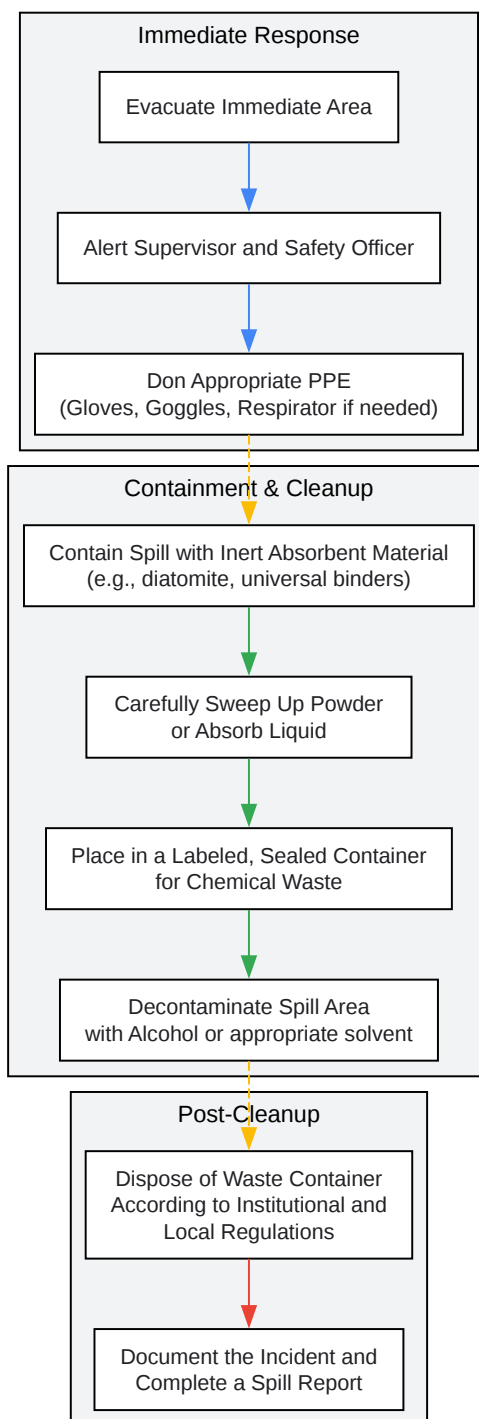 Immediate Response
Evacuate Immediate Area
Alert Supervisor and Safety Officer
Don Appropriate PPE
(Gloves, Goggles, Respirator if needed)
Containment & Cleanup
Contain Spill with Inert Absorbent Material
(e.g., diatomite, universal binders)
Carefully Sweep Up Powder
or Absorb Liquid
Place in a Labeled, Sealed Container
for Chemical Waste
Decontaminate Spill Area
with Alcohol or appropriate solvent
Post-Cleanup
Dispose of Waste Container
According to Institutional and
Local Regulations
Document the Incident and
Complete a Spill Report